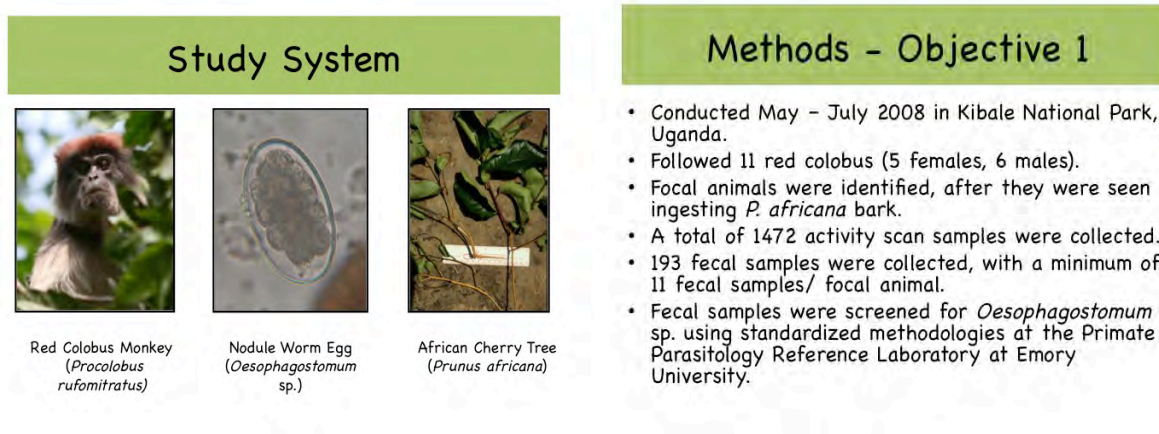 Study System
Red Colobus Monkey
(Procolobus
rufomitratus)
Nodule Worm Egg
(Oesophagostomum
sp.)
African Cherry Tree
(Prunus africana)
Methods – Objective 1
• Conducted May – July 2008 in Kibale National Park,
Uganda.
• Followed 11 red colobus (5 females, 6 males).
• Focal animals were identified, after they were seen
ingesting P. africana bark.
• A total of 1472 activity scan samples were collected.
• 193 fecal samples were collected, with a minimum of
11 fecal samples/ focal animal.
• Fecal samples were screened for Oesophagostomum
sp. using standardized methodologies at the Primate
Parasitology Reference Laboratory at Emory
University.